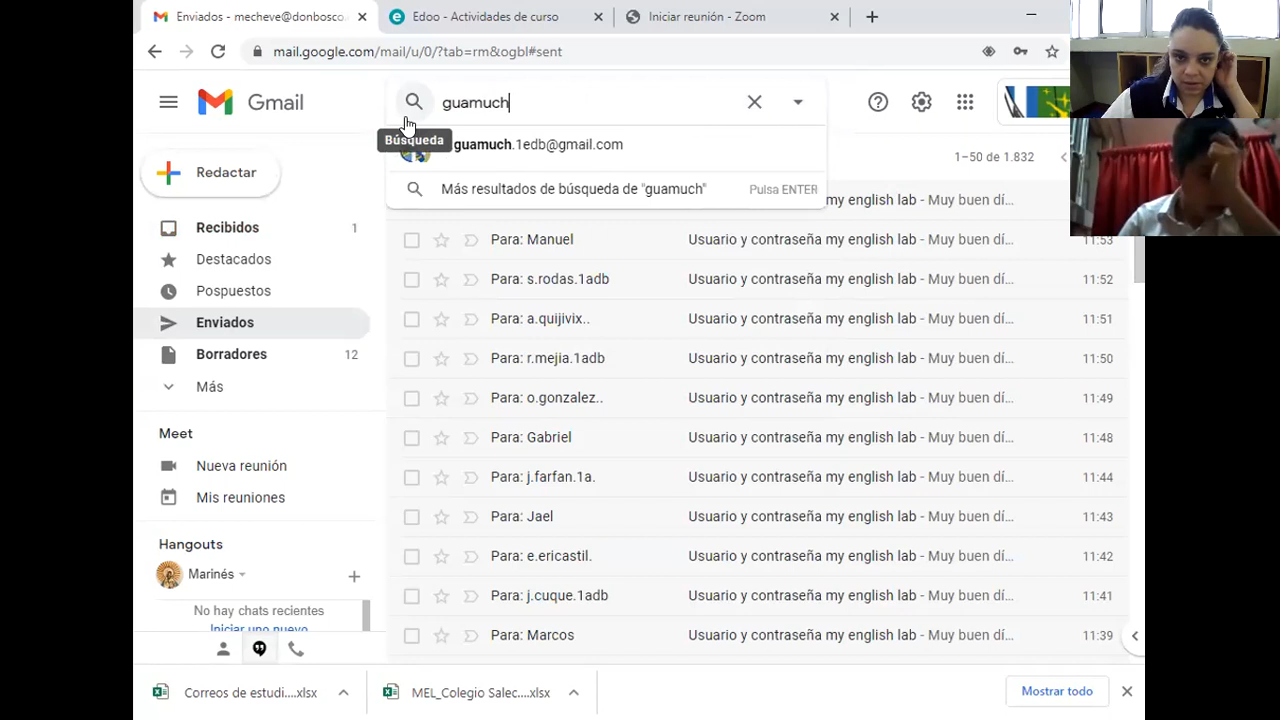 Enviados - mecheve@donbosco
Edoo - Actividades de curso
Iniciar reunión - Zoom
mail.google.com/mail/u/0/?tab=rm&ogbl#sent
Gmail
guamuch
Búsqueda
guamuch.1edb@gmail.com
1–50 de 1.832
Redactar
Más resultados de búsqueda de "guamuch" Pulsa ENTER
Usuario y contraseña my english lab - Muy buen dí...
Recibidos 1
Para: Manuel Usuario y contraseña my english lab - Muy buen dí... 11:53
Destacados
Para: s.rodas.1adb Usuario y contraseña my english lab - Muy buen dí... 11:52
Pospuestos
Para: a.quijivix.. Usuario y contraseña my english lab - Muy buen dí... 11:51
Enviados
Para: r.mejia.1adb Usuario y contraseña my english lab - Muy buen dí... 11:50
Borradores 12
Más
Para: o.gonzalez.. Usuario y contraseña my english lab - Muy buen dí... 11:49
Meet
Para: Gabriel Usuario y contraseña my english lab - Muy buen dí... 11:48
Nueva reunión
Para: j.farfan.1a. Usuario y contraseña my english lab - Muy buen dí... 11:44
Mis reuniones
Para: Jael Usuario y contraseña my english lab - Muy buen dí... 11:43
Hangouts
Para: e.ericastil. Usuario y contraseña my english lab - Muy buen dí... 11:42
Marinés
Para: j.cuque.1adb Usuario y contraseña my english lab - Muy buen dí... 11:41
No hay chats recientes
Iniciar uno nuevo
Para: Marcos Usuario y contraseña my english lab - Muy buen dí... 11:39
Correos de estudi....xlsx
MEL_Colegio Salec....xlsx
Mostrar todo